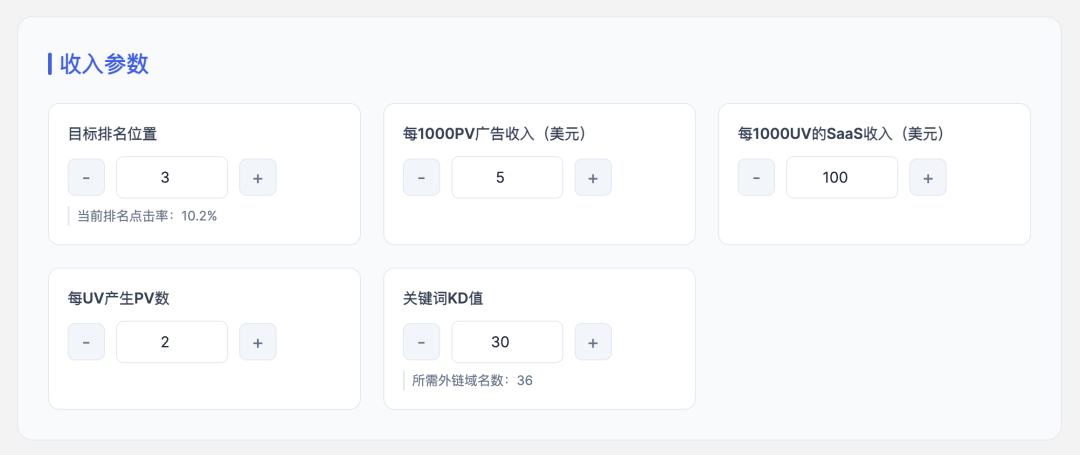 收入参数
目标排名位置
- 3 +
当前排名点击率：10.2%
每1000PV广告收入（美元）
- 5 +
每1000UV的SaaS收入（美元）
- 100 +
每UV产生PV数
- 2 +
关键词KD值
- 30 +
所需外链域名数：36